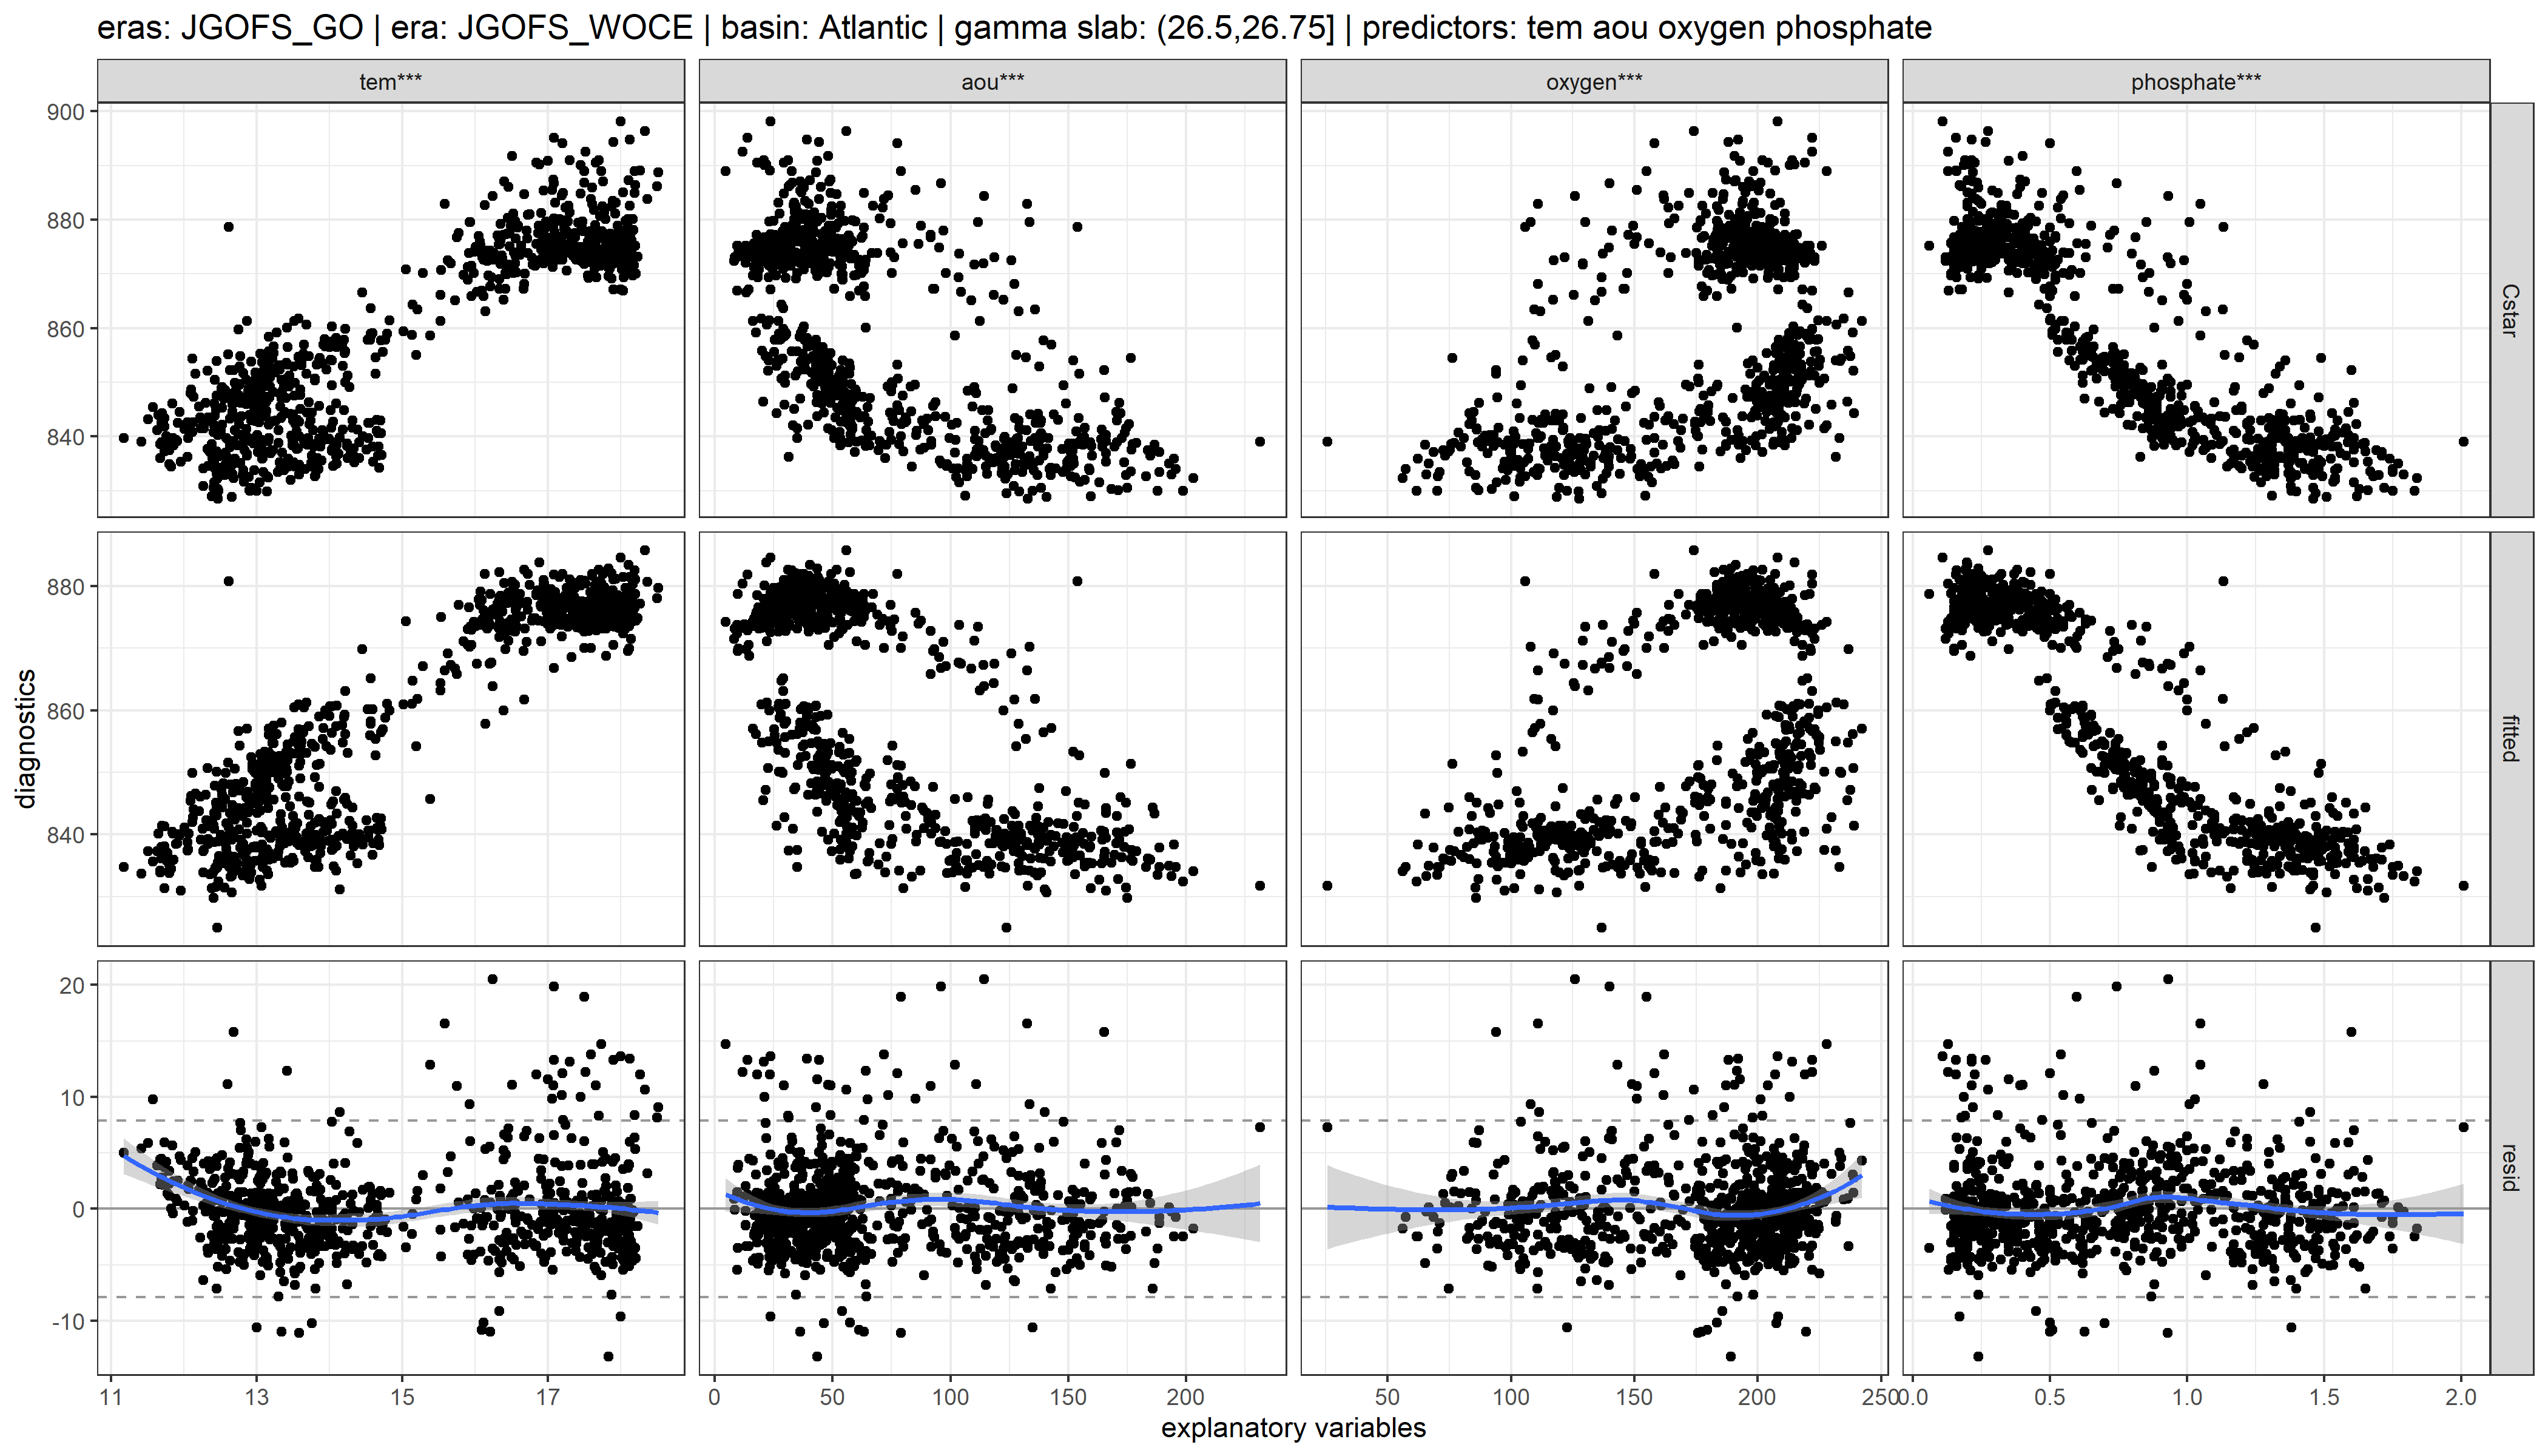 eras: JGOFS_GO | era: JGOFS_WOCE | basin: Atlantic | gamma slab: (26.5,26.75] | predictors: tem aou oxygen phosphate
tem*** aou*** oxygen*** phosphate***
900
880
860
840
Cstar
880
860
840
fitted
diagnostics
20
10
0
-10
resid
11 13 15 17 0 50 100 150 200 50 100 150 200 250 0.0 0.5 1.0 1.5 2.0
explanatory variables